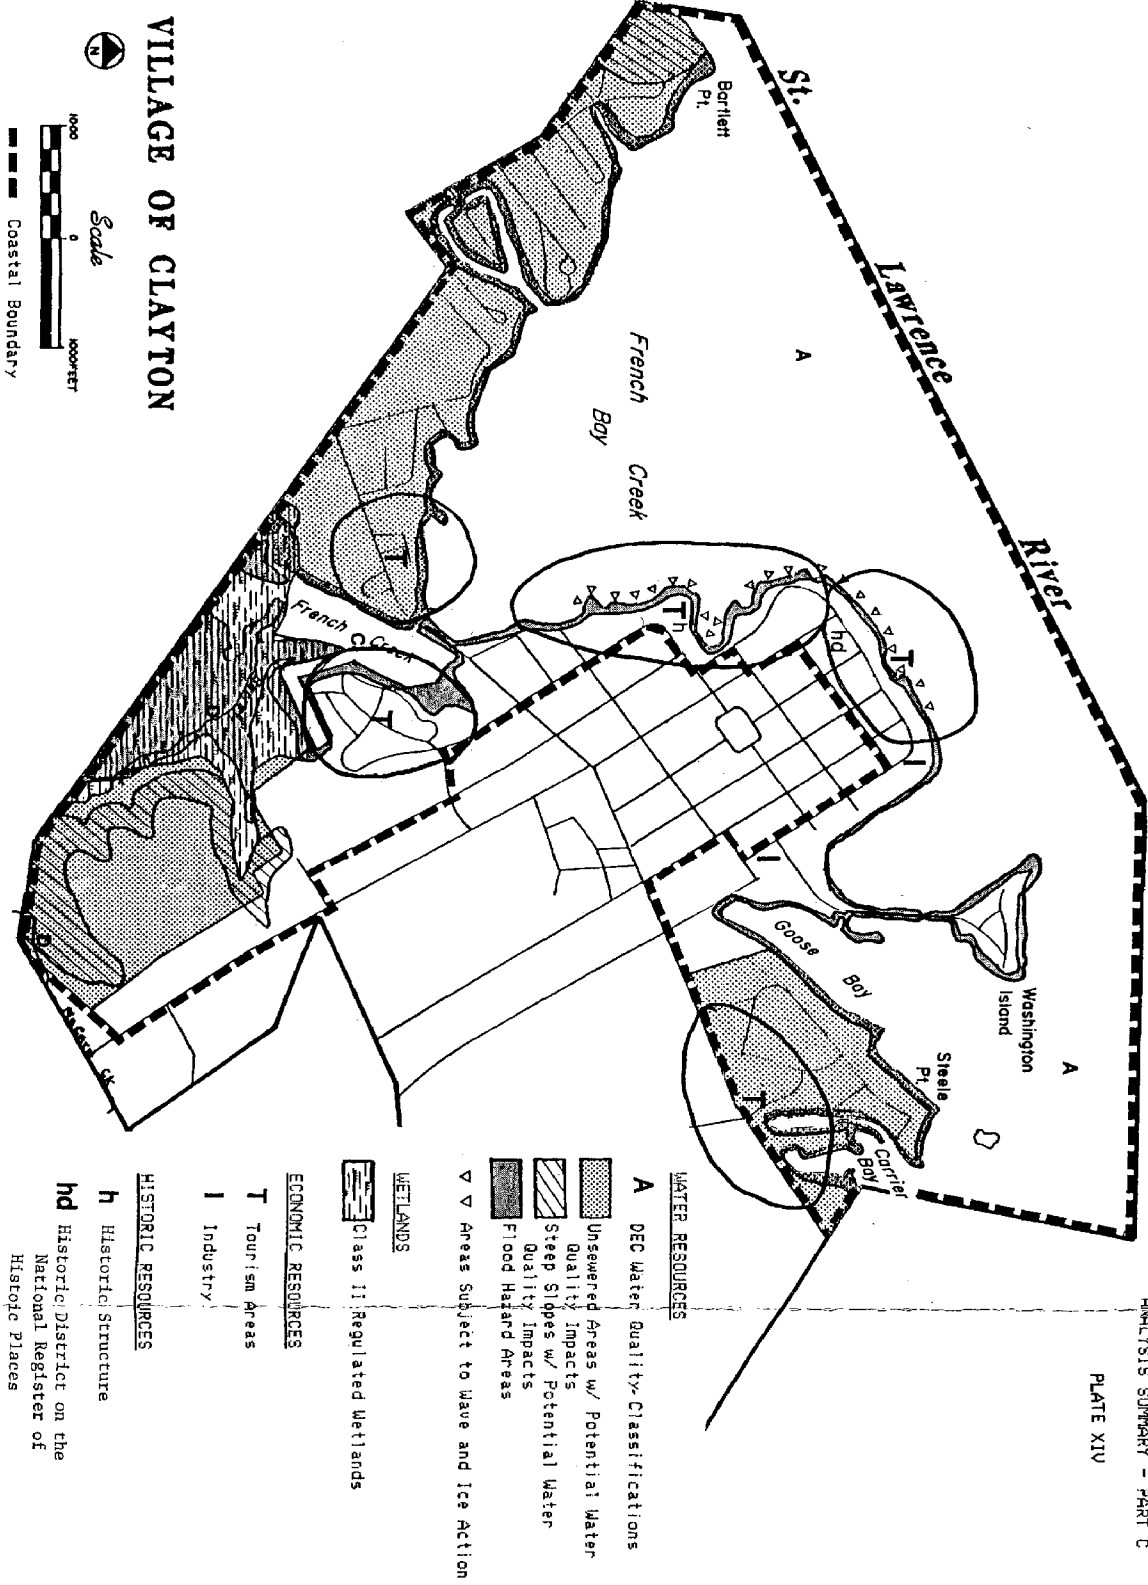 ANALYSIS SUMMARY - PART C
PLATE XIV
St. Lawrence River
Bartlett
Pt.
A
French Creek
Bay
T
h
hd
T
I
I
Washington
Island
A
Goose Bay
Steele
Pt.
Carrier
Bay
T
T
French Creek
C
T
D
D
CK
VILLAGE OF CLAYTON
N
Scale
1000 0 1000FEET
Coastal Boundary
WATER RESOURCES
A DEC Water Quality-Classifications
Unsewered Areas w/ Potential Water
Quality Impacts
Steep Slopes w/ Potential Water
Quality Impacts
Flood Hazard Areas
Areas Subject to Wave and Ice Action
WETLANDS
Class II Regulated Wetlands
ECONOMIC RESOURCES
T Tourism Areas
I Industry
HISTORIC RESOURCES
h Historic Structure
hd Historic District on the
National Register of
Histoic Places